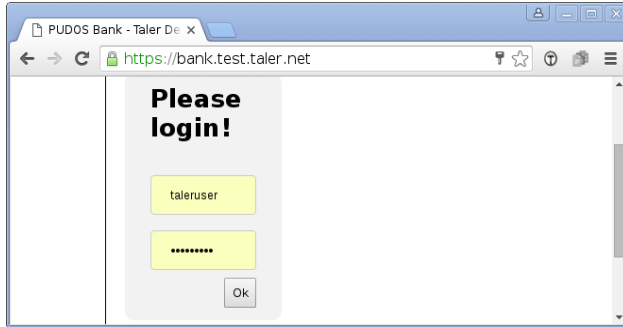 PUDOS Bank - Taler De
https://bank.test.taler.net
Please
login!
taleruser
•••••••••
Ok